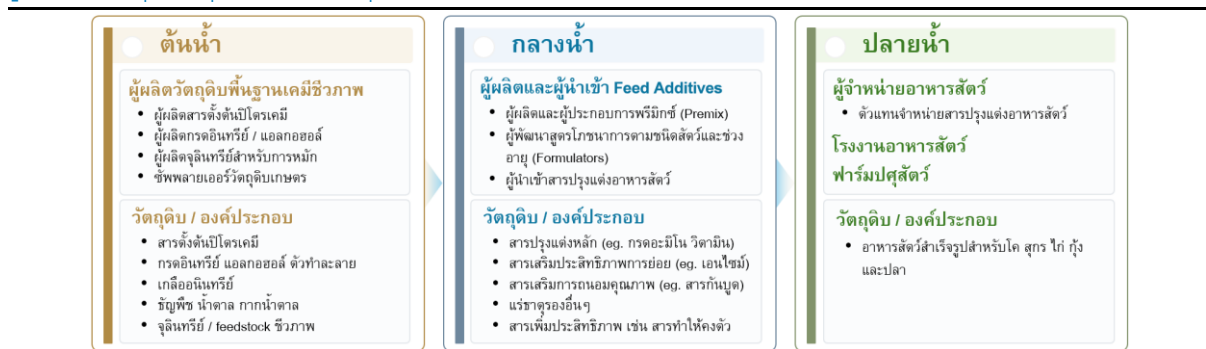 ต้นน้ำ
ผู้ผลิตวัตถุดิบพื้นฐานเคมีชีวภาพ
• ผู้ผลิตสารตั้งต้นปิโตรเคมี
• ผู้ผลิตกรดอินทรีย์ / แอลกอฮอล์
• ผู้ผลิตจุลินทรีย์สำหรับการหมัก
• ซัพพลายเออร์วัตถุดิบเกษตร
วัตถุดิบ / องค์ประกอบ
• สารตั้งต้นปิโตรเคมี
• กรดอินทรีย์ แอลกอฮอล์ ตัวทำละลาย
• เกลืออนินทรีย์
• ธัญพืช น้ำตาล กากน้ำตาล
• จุลินทรีย์ / feedstock ชีวภาพ
กลางน้ำ
ผู้ผลิตและผู้นำเข้า Feed Additives
• ผู้ผลิตและผู้ประกอบการพรีมิกซ์ (Premix)
• ผู้พัฒนาสูตรโภชนาการตามชนิดสัตว์และช่วง
อายุ (Formulators)
• ผู้นำเข้าสารปรุงแต่งอาหารสัตว์
วัตถุดิบ / องค์ประกอบ
• สารปรุงแต่งหลัก (eg. กรดอะมิโน วิตามิน)
• สารเสริมประสิทธิภาพการย่อย (eg. เอนไซม์)
• สารเสริมการถนอมคุณภาพ (eg. สารกันบูด)
• แร่ธาตุรองอื่นๆ
• สารเพิ่มประสิทธิภาพ เช่น สารทำให้คงตัว
ปลายน้ำ
ผู้จำหน่ายอาหารสัตว์
• ตัวแทนจำหน่ายสารปรุงแต่งอาหารสัตว์
โรงงานอาหารสัตว์
ฟาร์มปศุสัตว์
วัตถุดิบ / องค์ประกอบ
• อาหารสัตว์สำเร็จรูปสำหรับโค สุกร ไก่ กุ้ง
และปลา